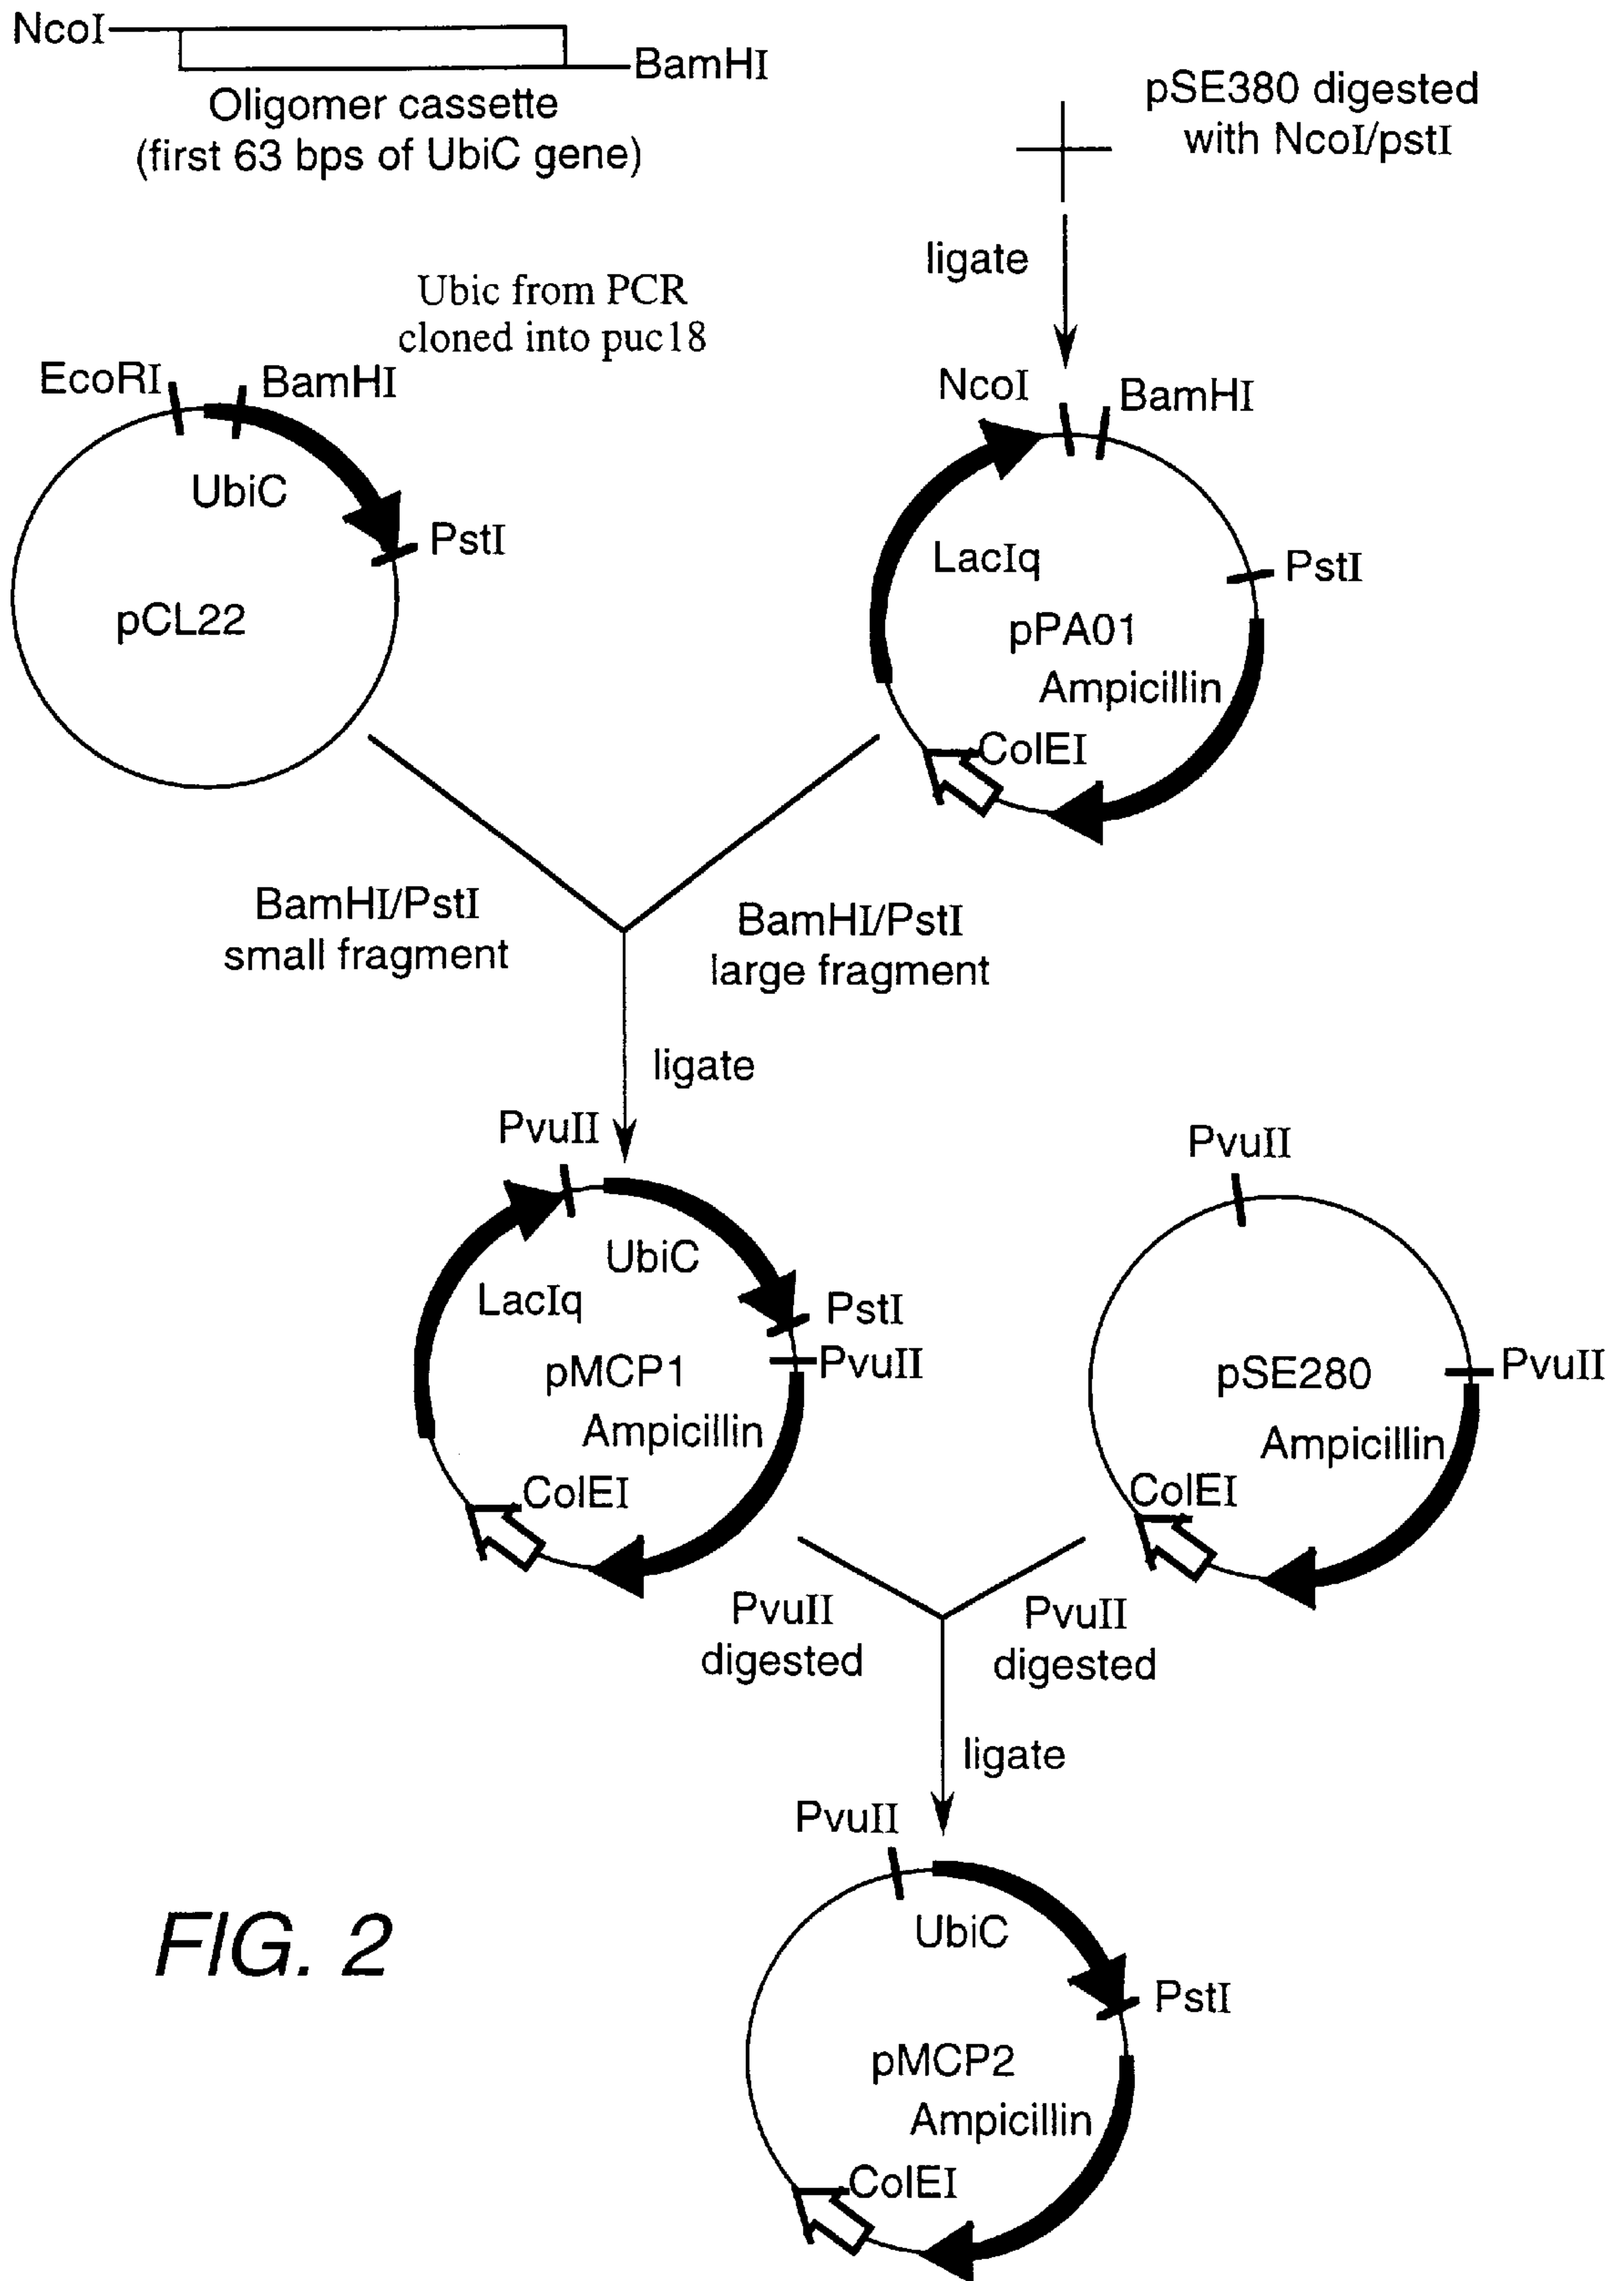 NcoI
BamHI
Oligomer cassette
(first 63 bps of UbiC gene)
pSE380 digested
with NcoI/pstI
ligate
Ubic from PCR
cloned into puc18
EcoRI
BamHI
UbiC
PstI
pCL22
NcoI
BamHI
LacIq
PstI
pPA01
Ampicillin
ColEI
BamHI/PstI
small fragment
BamHI/PstI
large fragment
ligate
PvuII
UbiC
LacIq
PstI
PvuII
pMCP1
Ampicillin
ColEI
PvuII
PvuII
pSE280
Ampicillin
ColEI
PvuII
digested
PvuII
digested
ligate
PvuII
UbiC
PstI
pMCP2
Ampicillin
ColEI
FIG. 2